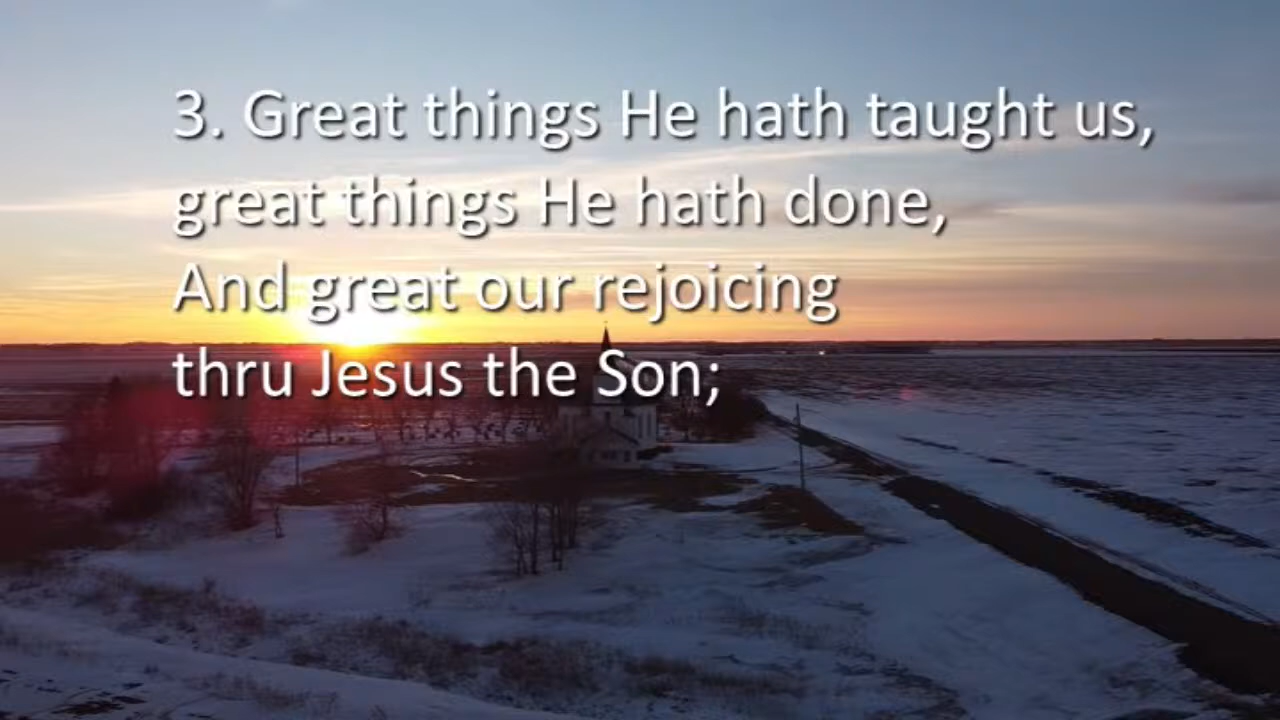 3. Great things He hath taught us,
great things He hath done,
And great our rejoicing
thru Jesus the Son;